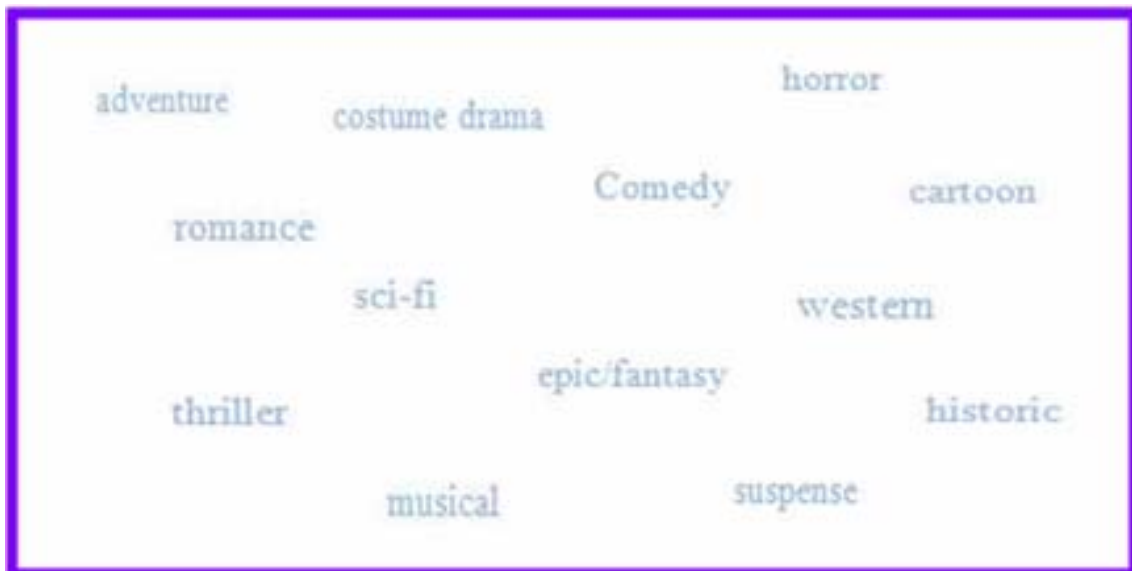 horror
adventure
costume drama
Comedy
cartoon
romance
sci-fi
western
epic/fantasy
thriller
historic
suspense
musical